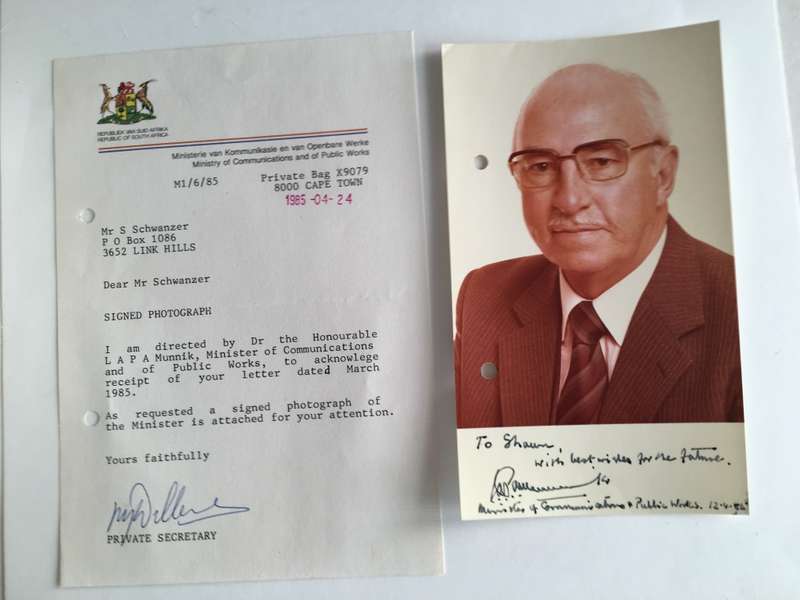 REPUBLIEK VAN SUID-AFRIKA
REPUBLIC OF SOUTH AFRICA
Ministerie van Kommunikasie en van Openbare Werke
Ministry of Communications and of Public Works
M1/6/85
Private Bag X9079
8000 CAPE TOWN
1985 -04- 24
Mr S Schwanzer
P O Box 1086
3652 LINK HILLS
Dear Mr Schwanzer
SIGNED PHOTOGRAPH
I am directed by Dr the Honourable
L A P A Munnik, Minister of Communications
and of Public Works, to acknowlege
receipt of your letter dated March
1985.
As requested a signed photograph of
the Minister is attached for your attention.
Yours faithfully
PRIVATE SECRETARY
To Shawn
with best wishes for the future.
Minister of Communications & Public Works. 12-4-